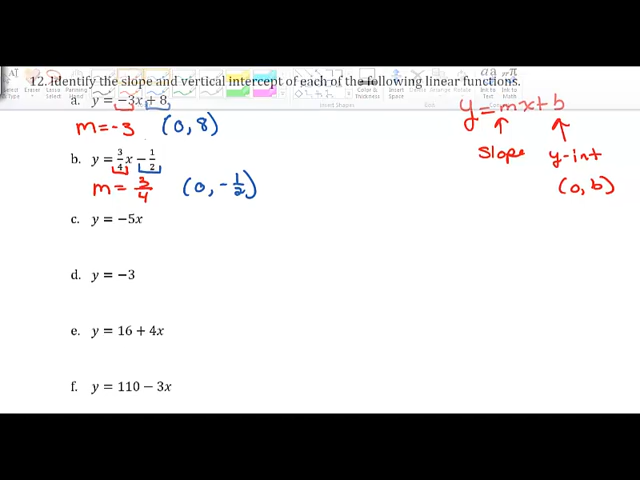 12. Identify the slope and vertical intercept of each of the following linear functions.
a. y = −3x + 8
y = mx + b
m = -3 (0, 8)
slope y-int
(0, b)
b. y = 3/4 x − 1/2
m = 3/4 (0, -1/2)
c. y = −5x
d. y = −3
e. y = 16 + 4x
f. y = 110 − 3x